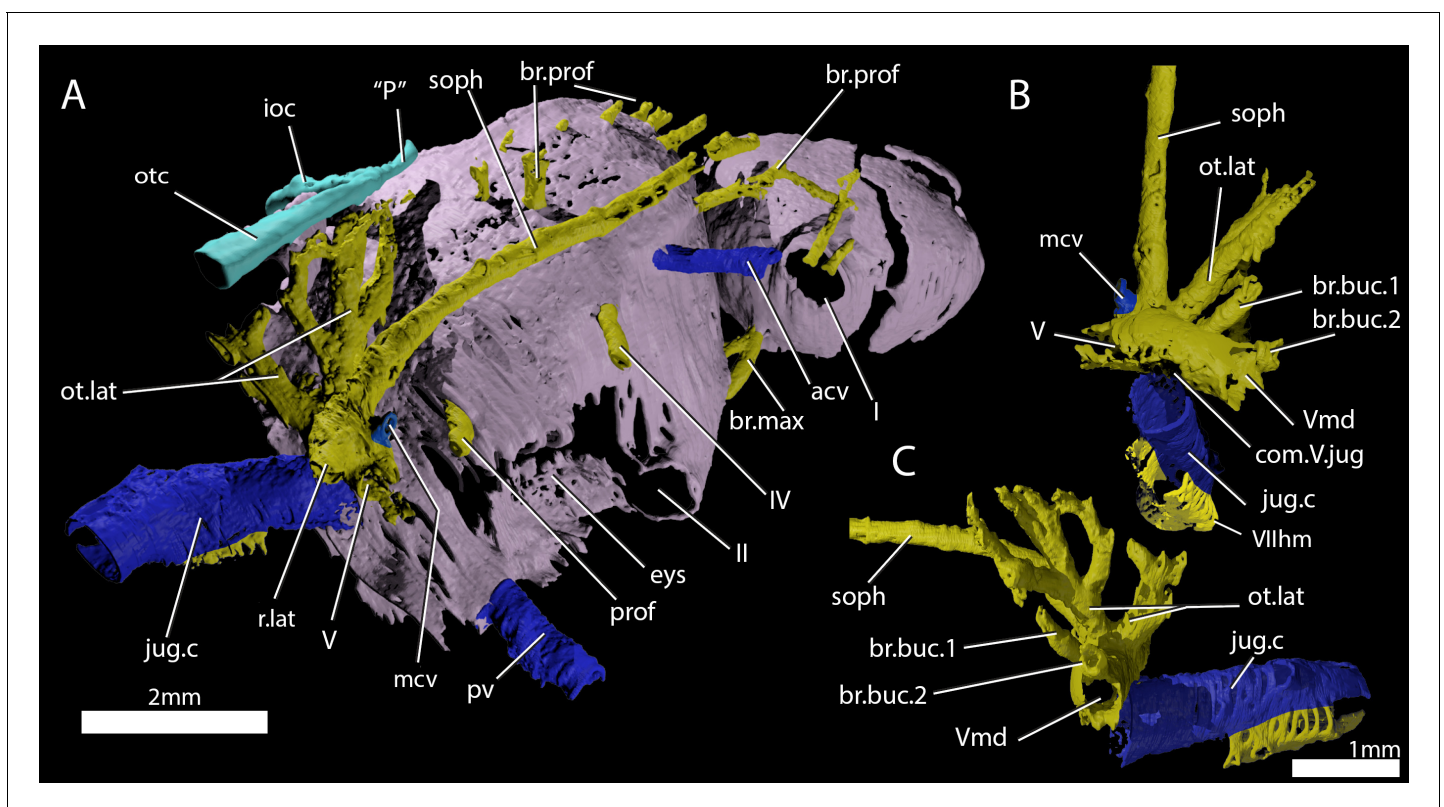 A
ioc
“P”
soph
br.prof
br.prof
otc
ot.lat
acv
I
br.max
IV
II
eys
prof
r.lat
V
mcv
pv
jug.c
2mm
B
soph
ot.lat
mcv
br.buc.1
br.buc.2
V
Vmd
com.V.jug
jug.c
VIIhm
C
soph
ot.lat
br.buc.1
jug.c
br.buc.2
Vmd
1mm